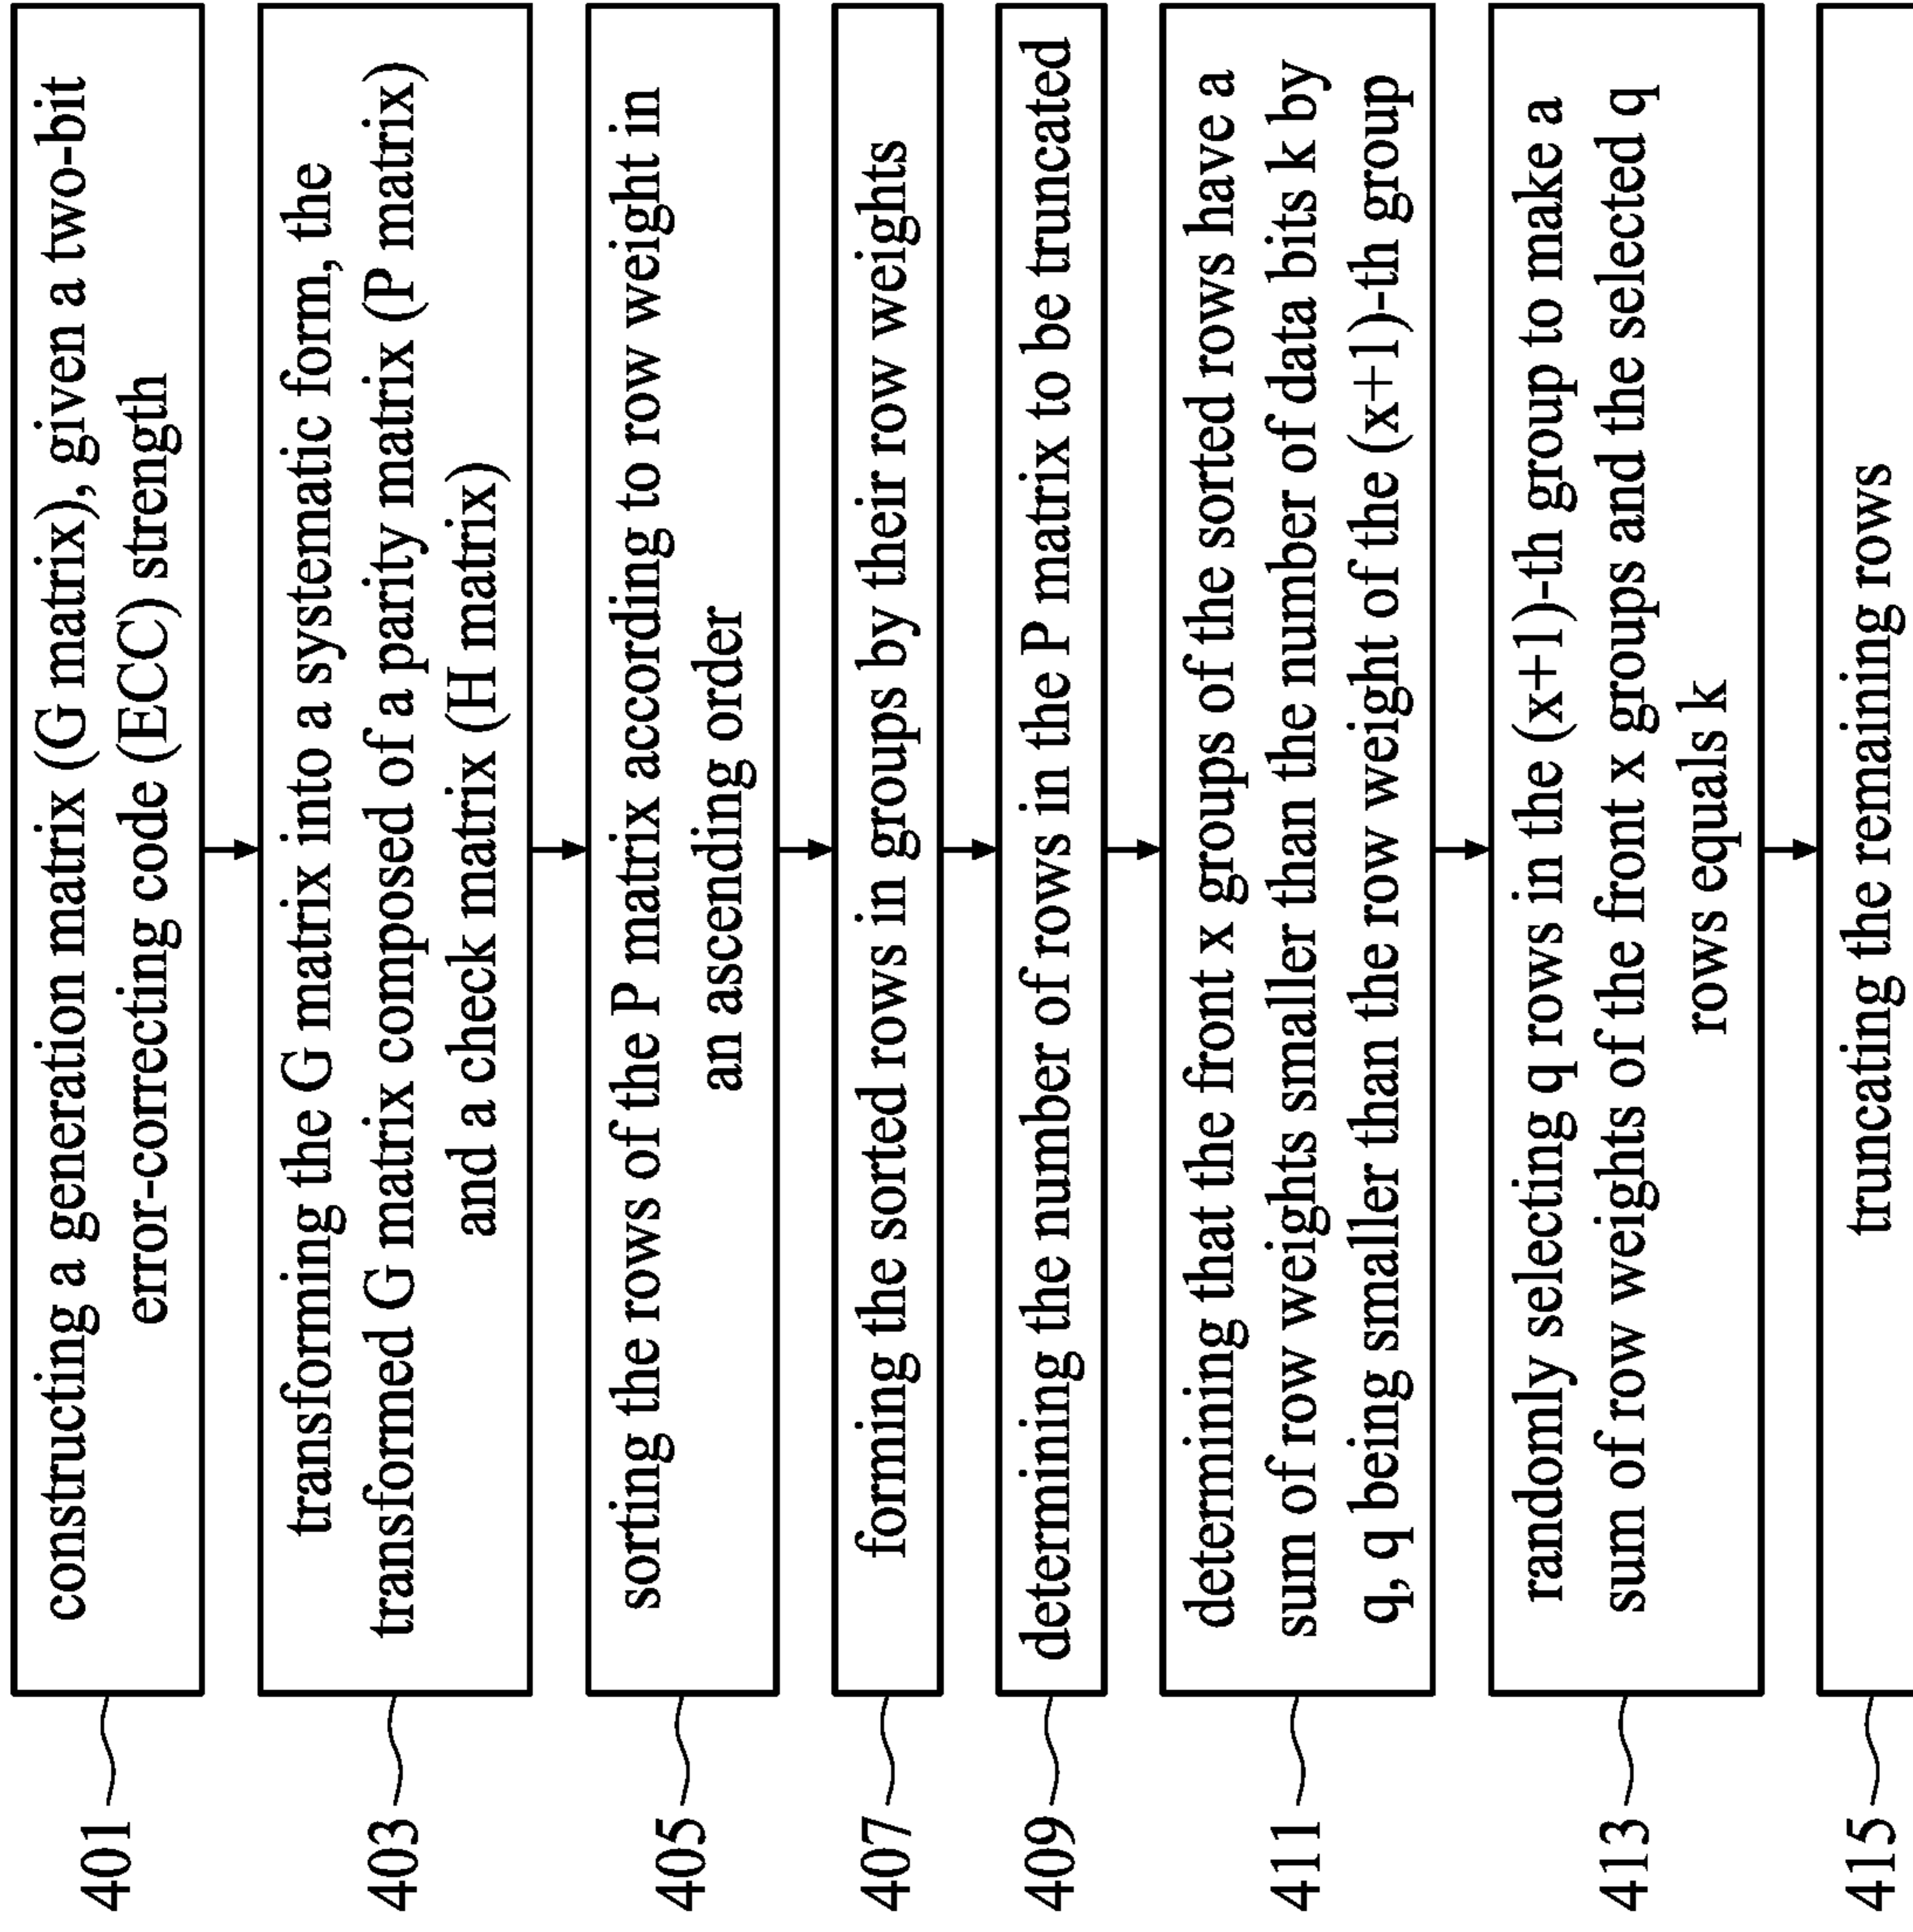 401
constructing a generation matrix (G matrix), given a two-bit
error-correcting code (ECC) strength
403
transforming the G matrix into a systematic form, the
transformed G matrix composed of a parity matrix (P matrix)
and a check matrix (H matrix)
405
sorting the rows of the P matrix according to row weight in
an ascending order
407
forming the sorted rows in groups by their row weights
409
determining the number of rows in the P matrix to be truncated
411
determining that the front x groups of the sorted rows have a
sum of row weights smaller than the number of data bits k by
q, q being smaller than the row weight of the (x+1)-th group
413
randomly selecting q rows in the (x+1)-th group to make a
sum of row weights of the front x groups and the selected q
rows equals k
415
truncating the remaining rows